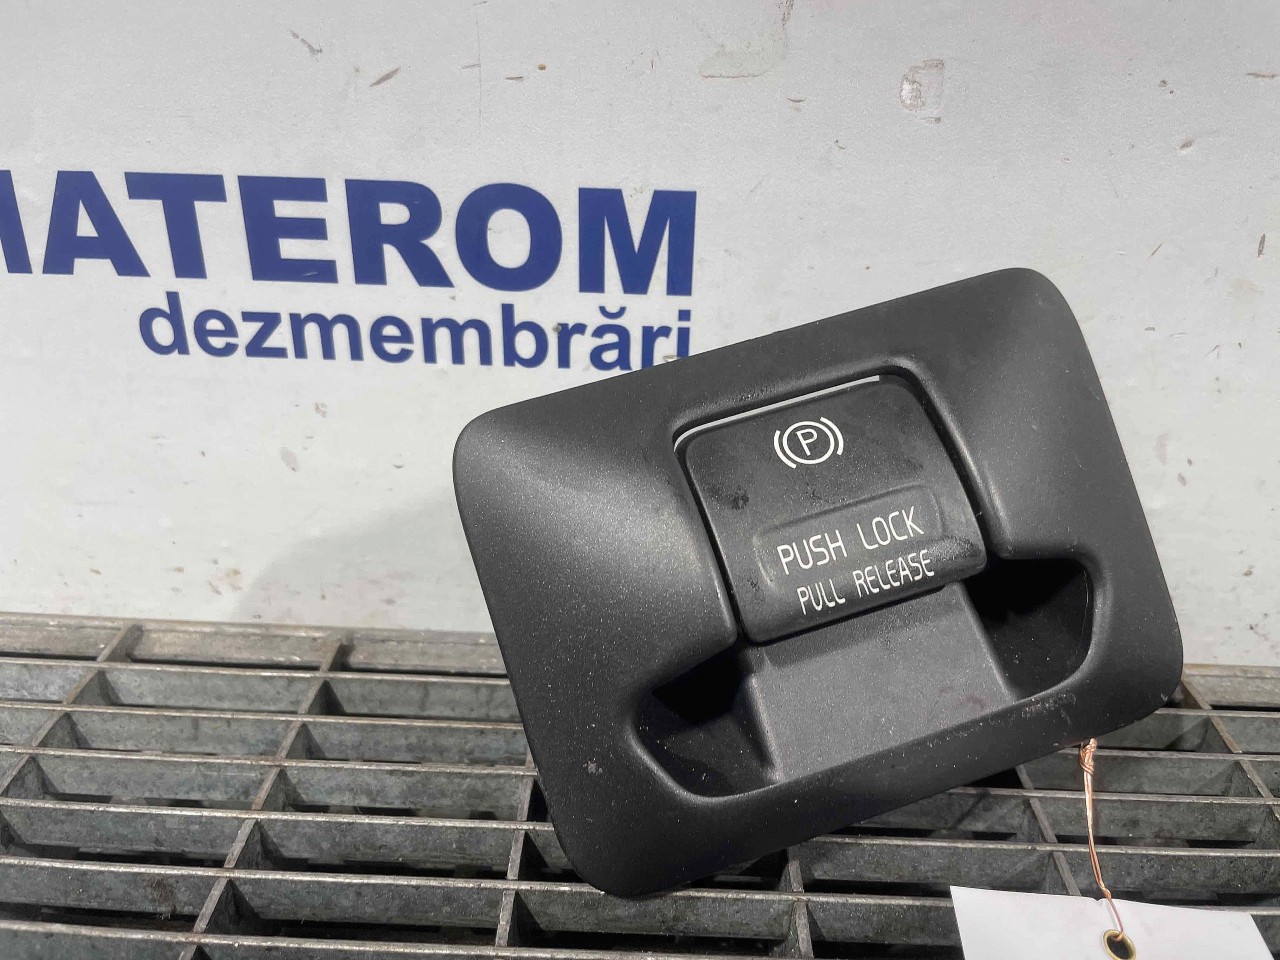 MATEROM
dezmembrări
P
PUSH LOCK
PULL RELEASE